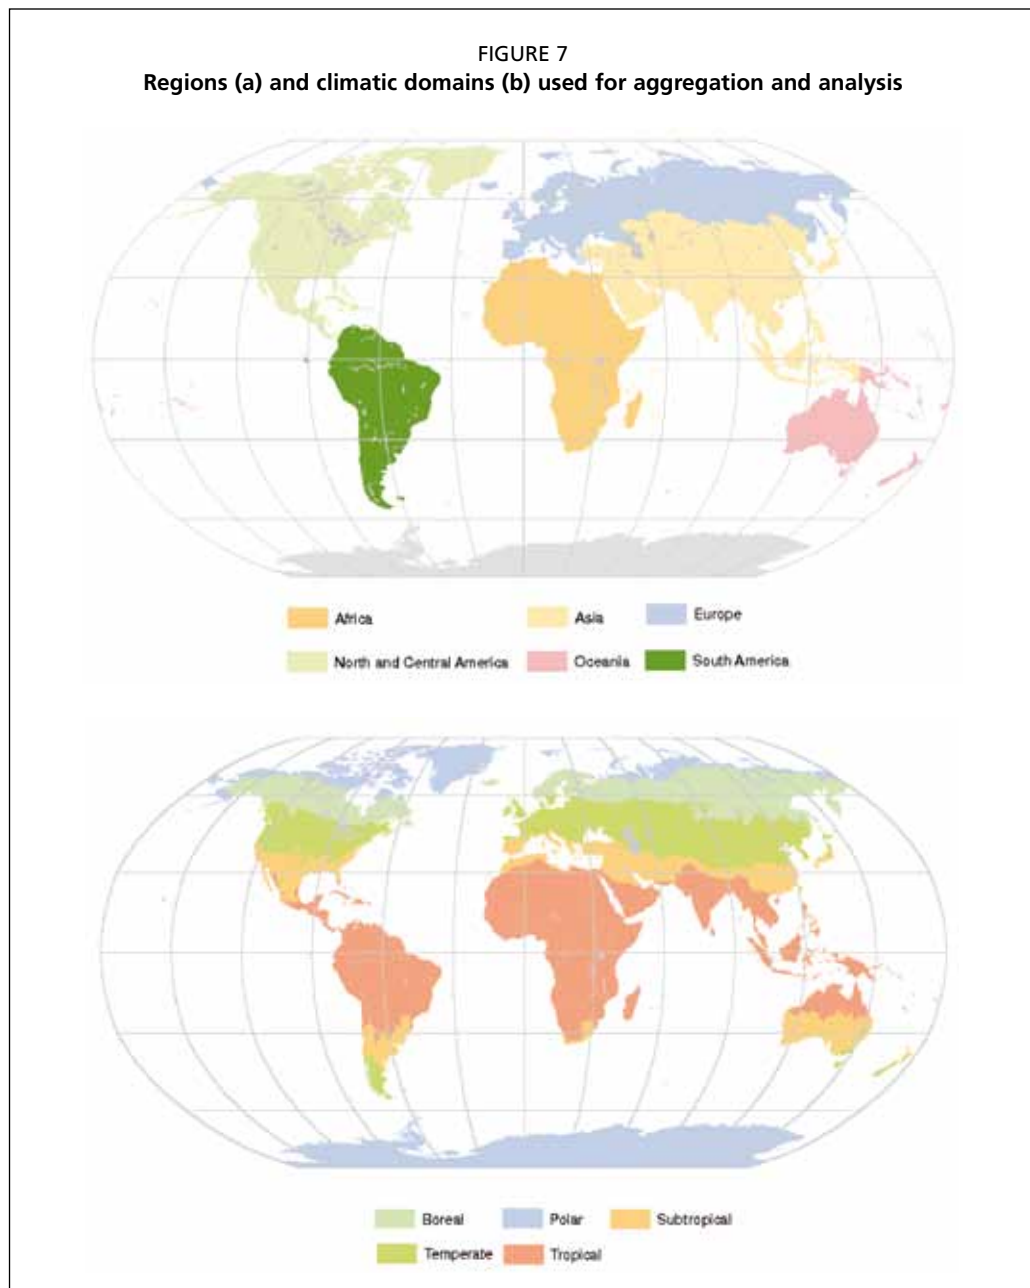 FIGURE 7
Regions (a) and climatic domains (b) used for aggregation and analysis
Africa Asia Europe
North and Central America Oceania South America
Boreal Polar Subtropical
Temperate Tropical